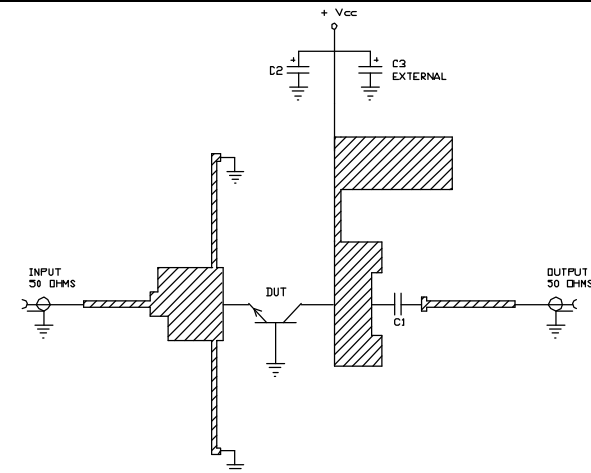 + Vcc
+
+
C2
C3
EXTERNAL
INPUT
50 OHMS
DUT
OUTPUT
50 OHMS
C1